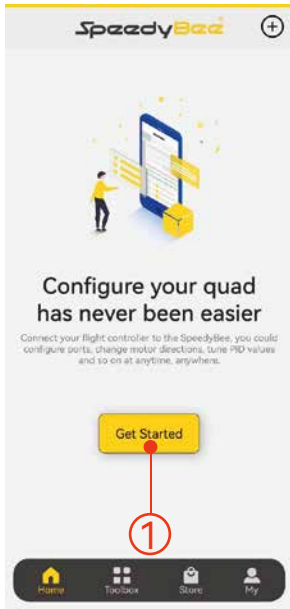 SpeedyBee
Configure your quad
has never been easier
Connect your flight controller to the SpeedyBee, you could
configure ports, change motor directions, tune PID values
and so on at anytime, anywhere.
Get Started
1
Home Toolbox Store My